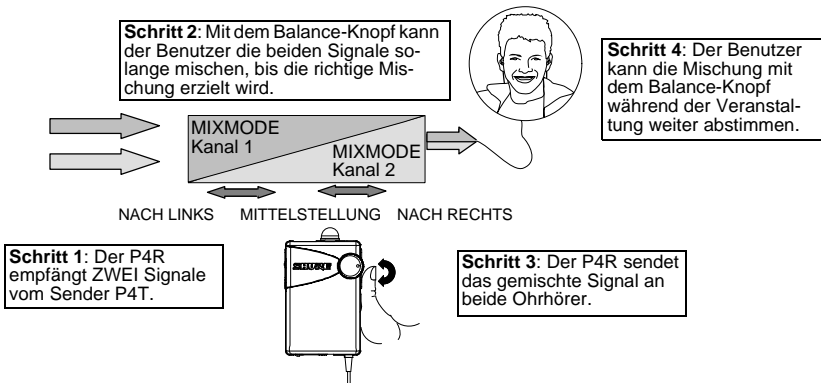 Schritt 2: Mit dem Balance-Knopf kann
der Benutzer die beiden Signale so-
lange mischen, bis die richtige Mis-
chung erzielt wird.
Schritt 4: Der Benutzer
kann die Mischung mit
dem Balance-Knopf
während der Veranstal-
tung weiter abstimmen.
MIXMODE
Kanal 1
MIXMODE
Kanal 2
NACH LINKS MITTELSTELLUNG NACH RECHTS
Schritt 1: Der P4R
empfängt ZWEI Signale
vom Sender P4T.
SHURE
Schritt 3: Der P4R sendet
das gemischte Signal an
beide Ohrhörer.